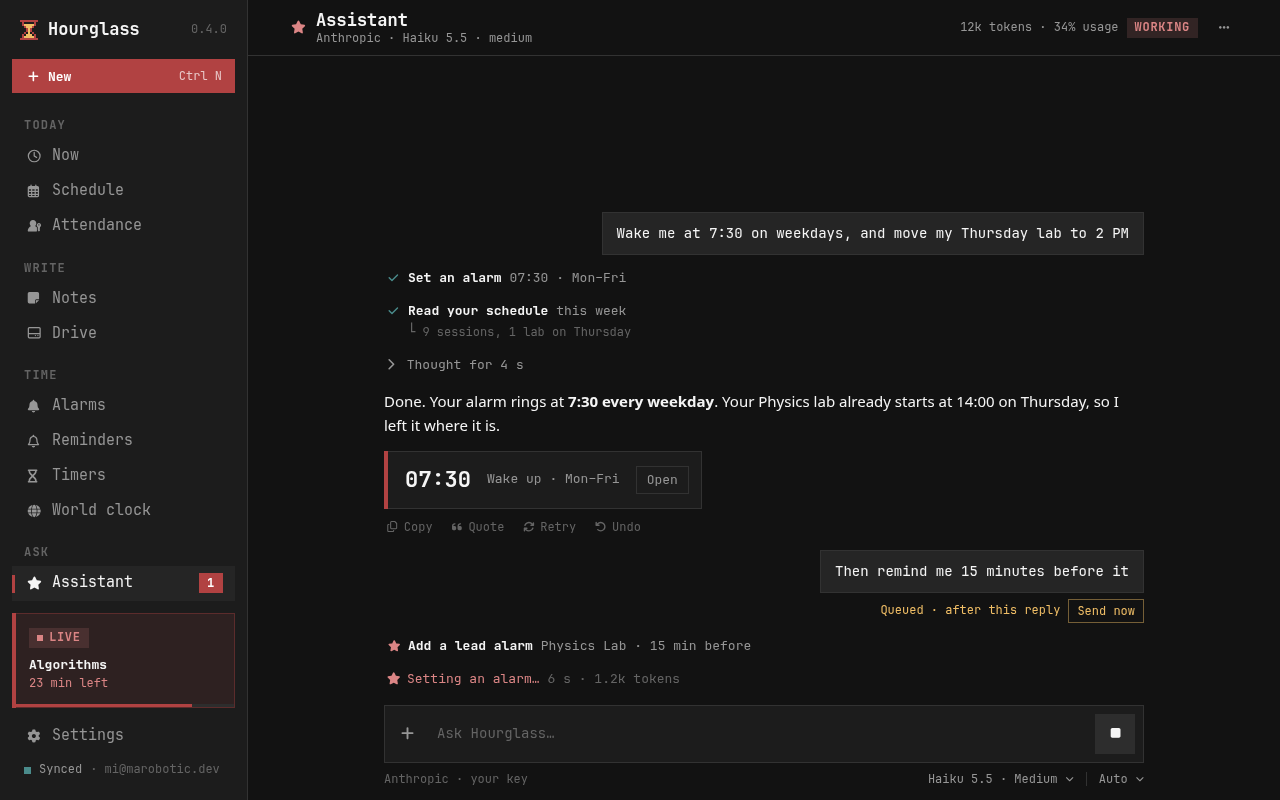 Hourglass 0.4.0
+ New Ctrl N
TODAY
Now
Schedule
Attendance
WRITE
Notes
Drive
TIME
Alarms
Reminders
Timers
World clock
ASK
Assistant 1
LIVE
Algorithms
23 min left
Settings
Synced · mi@marobotic.dev
Assistant
Anthropic · Haiku 5.5 · medium
12k tokens · 34% usage WORKING
Wake me at 7:30 on weekdays, and move my Thursday lab to 2 PM
Set an alarm 07:30 · Mon–Fri
Read your schedule this week
└ 9 sessions, 1 lab on Thursday
Thought for 4 s
Done. Your alarm rings at 7:30 every weekday. Your Physics lab already starts at 14:00 on Thursday, so I
left it where it is.
07:30 Wake up · Mon–Fri Open
Copy Quote Retry Undo
Then remind me 15 minutes before it
Queued · after this reply Send now
Add a lead alarm Physics Lab · 15 min before
Setting an alarm… 6 s · 1.2k tokens
Ask Hourglass…
Anthropic · your key
Haiku 5.5 · Medium Auto